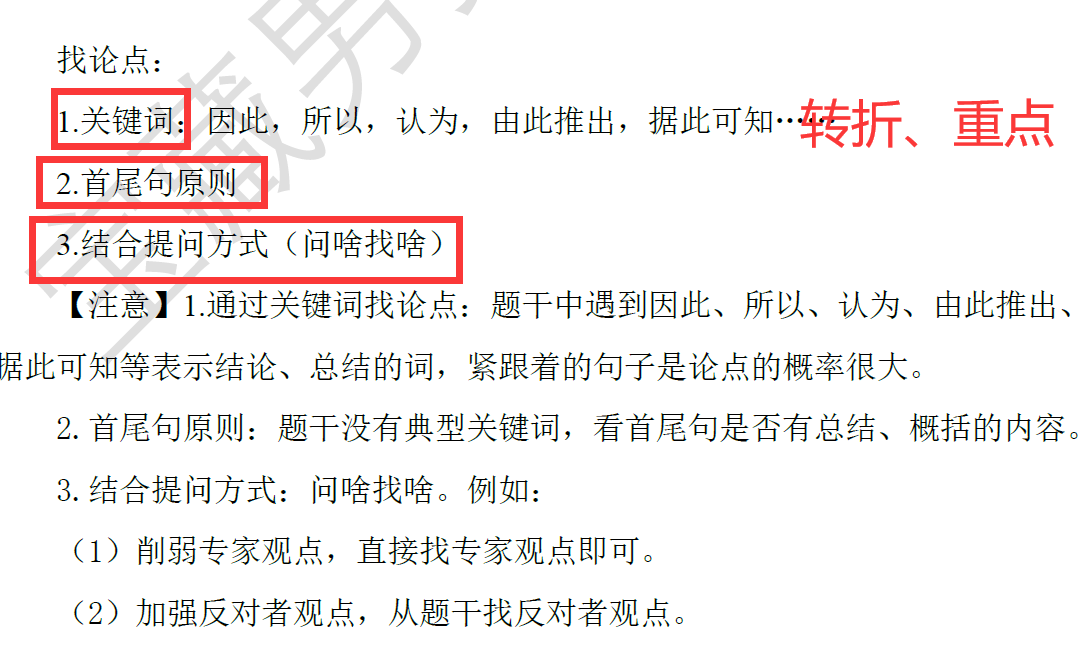 找论点：
1.关键词：因此，所以，认为，由此推出，据此可知……转折、重点
2.首尾句原则
3.结合提问方式（问啥找啥）
【注意】1.通过关键词找论点：题干中遇到因此、所以、认为、由此推出、
据此可知等表示结论、总结的词，紧跟着的句子是论点的概率很大。
2.首尾句原则：题干没有典型关键词，看首尾句是否有总结、概括的内容。
3.结合提问方式：问啥找啥。例如：
（1）削弱专家观点，直接找专家观点即可。
（2）加强反对者观点，从题干找反对者观点。
宝藏男